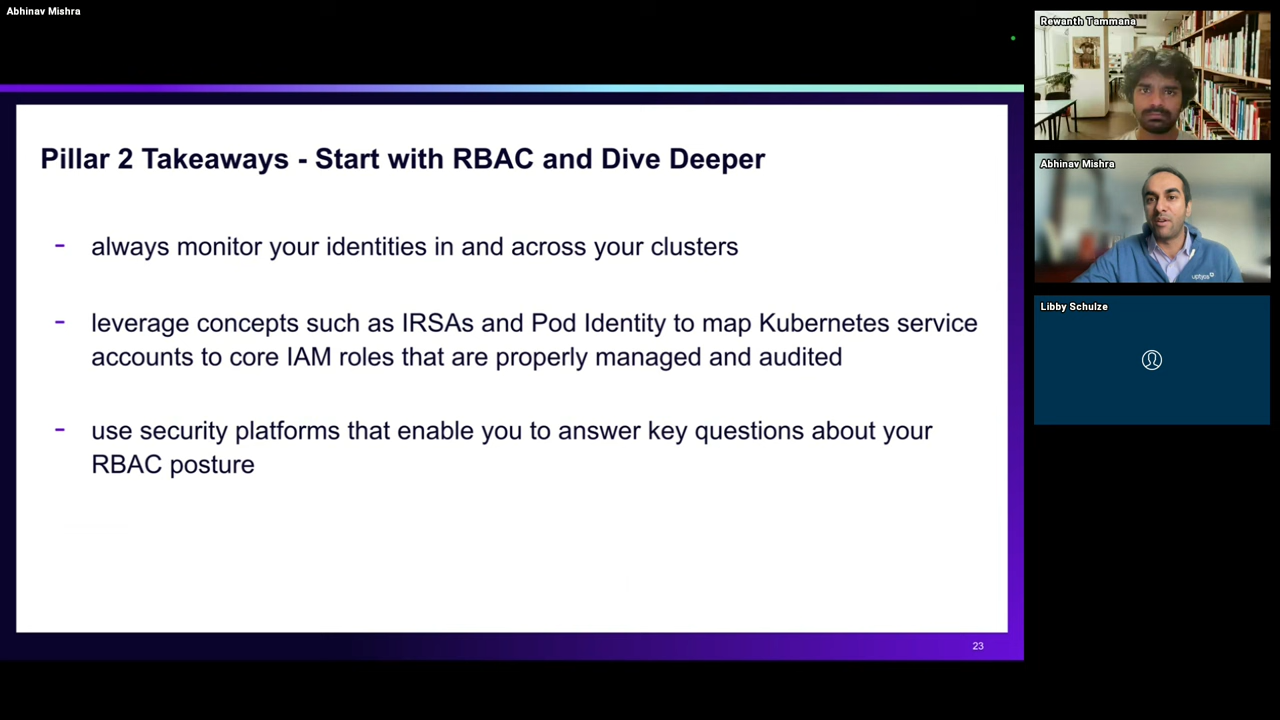 Abhinav Mishra
Rewanth Tammana
Pillar 2 Takeaways - Start with RBAC and Dive Deeper
Abhinav Mishra
- always monitor your identities in and across your clusters
uptycs
Libby Schulze
- leverage concepts such as IRSAs and Pod Identity to map Kubernetes service
accounts to core IAM roles that are properly managed and audited
- use security platforms that enable you to answer key questions about your
RBAC posture
23